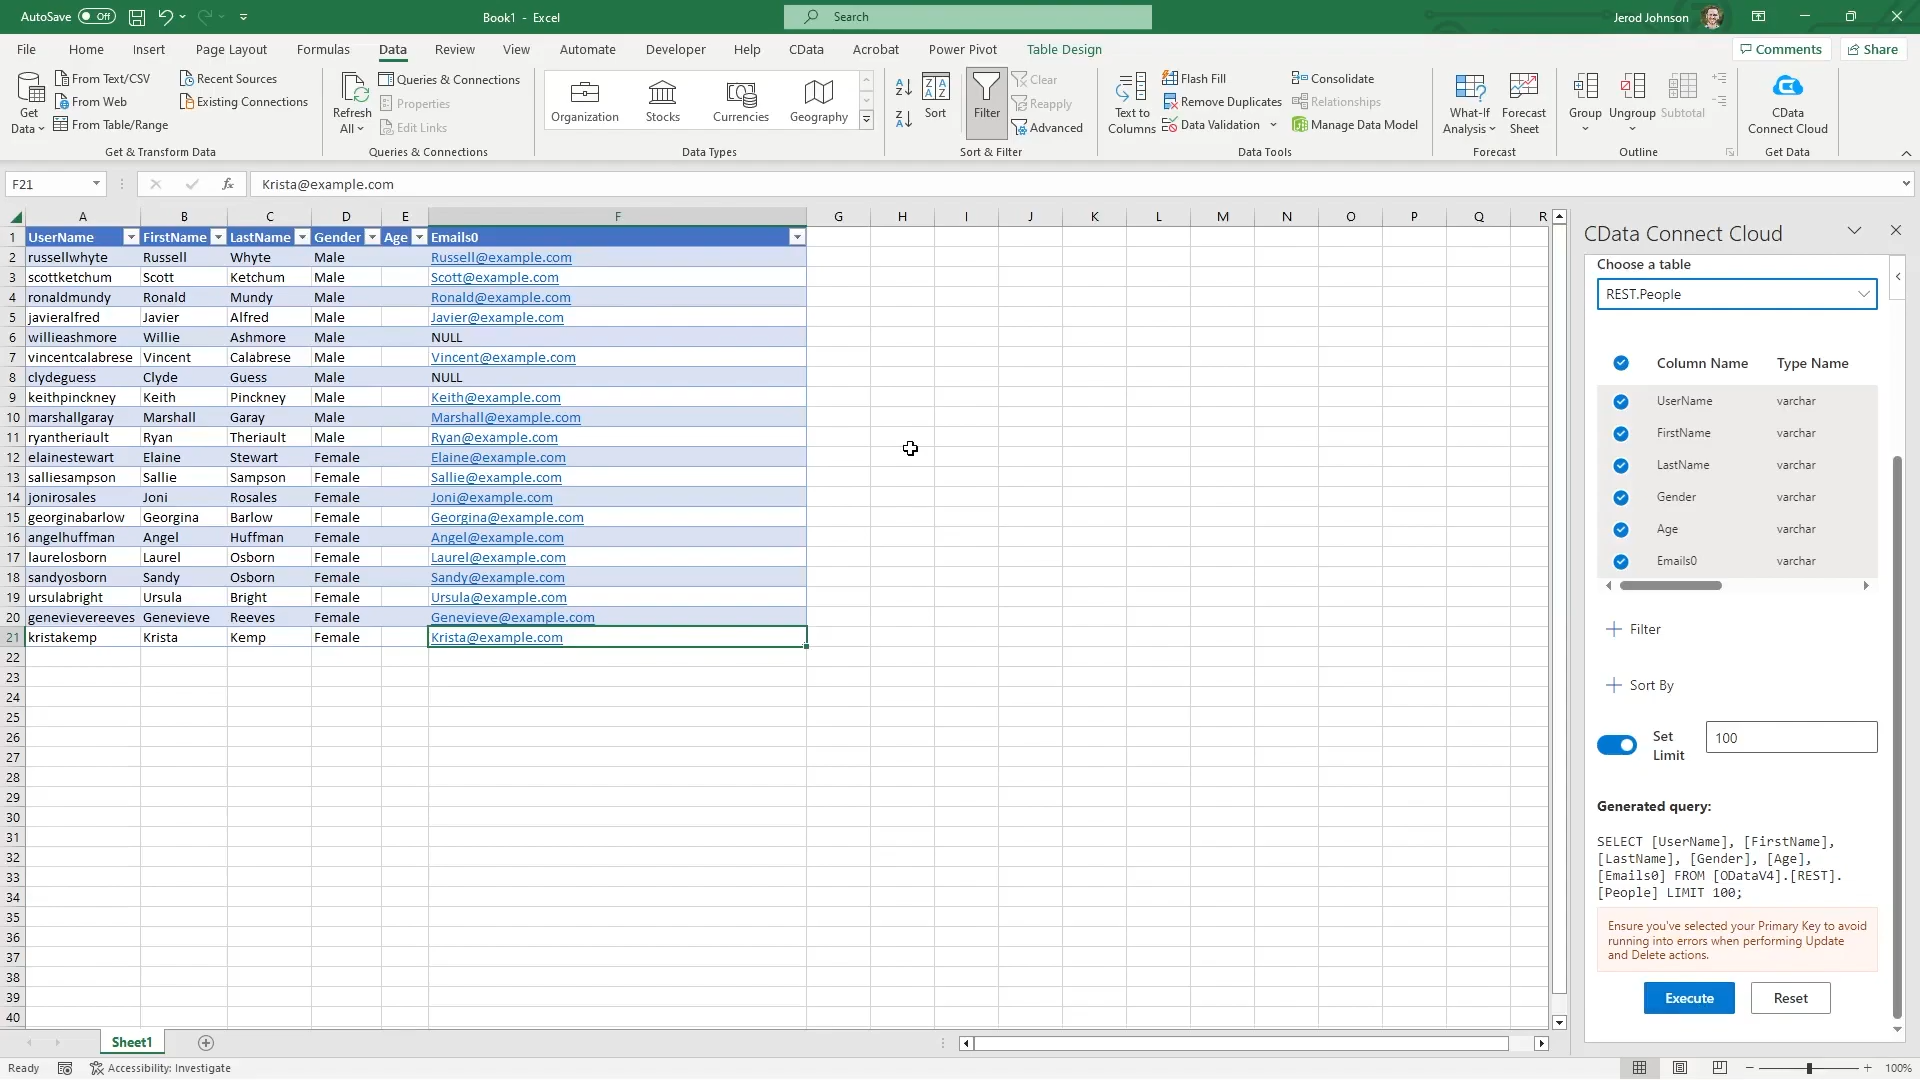 AutoSave Off
Book1 - Excel
Search
Jerod Johnson
File Home Insert Page Layout Formulas Data Review View Automate Developer Help CData Acrobat Power Pivot Table Design
Comments Share
Get Data
From Text/CSV
From Web
From Table/Range
Recent Sources
Existing Connections
Get & Transform Data
Refresh All
Queries & Connections
Properties
Edit Links
Queries & Connections
Organization Stocks Currencies Geography
Data Types
Sort
Filter
Clear
Reapply
Advanced
Sort & Filter
Text to Columns
Flash Fill
Remove Duplicates
Data Validation
Consolidate
Relationships
Manage Data Model
Data Tools
What-If Analysis
Forecast Sheet
Forecast
Group Ungroup Subtotal
Outline
CData Connect Cloud
Get Data
F21
fx
Krista@example.com
A B C D E F G H I J K L M N O P Q R
1 UserName FirstName LastName Gender Age Emails0
2 russellwhyte Russell Whyte Male Russell@example.com
3 scottketchum Scott Ketchum Male Scott@example.com
4 ronaldmundy Ronald Mundy Male Ronald@example.com
5 javieralfred Javier Alfred Male Javier@example.com
6 willieashmore Willie Ashmore Male NULL
7 vincentcalabrese Vincent Calabrese Male Vincent@example.com
8 clydeguess Clyde Guess Male NULL
9 keithpinckney Keith Pinckney Male Keith@example.com
10 marshallgaray Marshall Garay Male Marshall@example.com
11 ryantheriault Ryan Theriault Male Ryan@example.com
12 elainestewart Elaine Stewart Female Elaine@example.com
13 salliesampson Sallie Sampson Female Sallie@example.com
14 jonirosales Joni Rosales Female Joni@example.com
15 georginabarlow Georgina Barlow Female Georgina@example.com
16 angelhuffman Angel Huffman Female Angel@example.com
17 laurelosborn Laurel Osborn Female Laurel@example.com
18 sandyosborn Sandy Osborn Female Sandy@example.com
19 ursulabright Ursula Bright Female Ursula@example.com
20 genevievereeves Genevieve Reeves Female Genevieve@example.com
21 kristakemp Krista Kemp Female Krista@example.com
22
23
24
25
26
27
28
29
30
31
32
33
34
35
36
37
38
39
40
CData Connect Cloud
Choose a table
REST.People
Column Name Type Name
UserName varchar
FirstName varchar
LastName varchar
Gender varchar
Age varchar
Emails0 varchar
Filter
Sort By
Set Limit
100
Generated query:
SELECT [UserName], [FirstName],
[LastName], [Gender], [Age],
[Emails0] FROM [ODataV4].[REST].
[People] LIMIT 100;
Ensure you've selected your Primary Key to avoid
running into errors when performing Update
and Delete actions.
Execute Reset
Sheet1
Ready
Accessibility: Investigate
100%